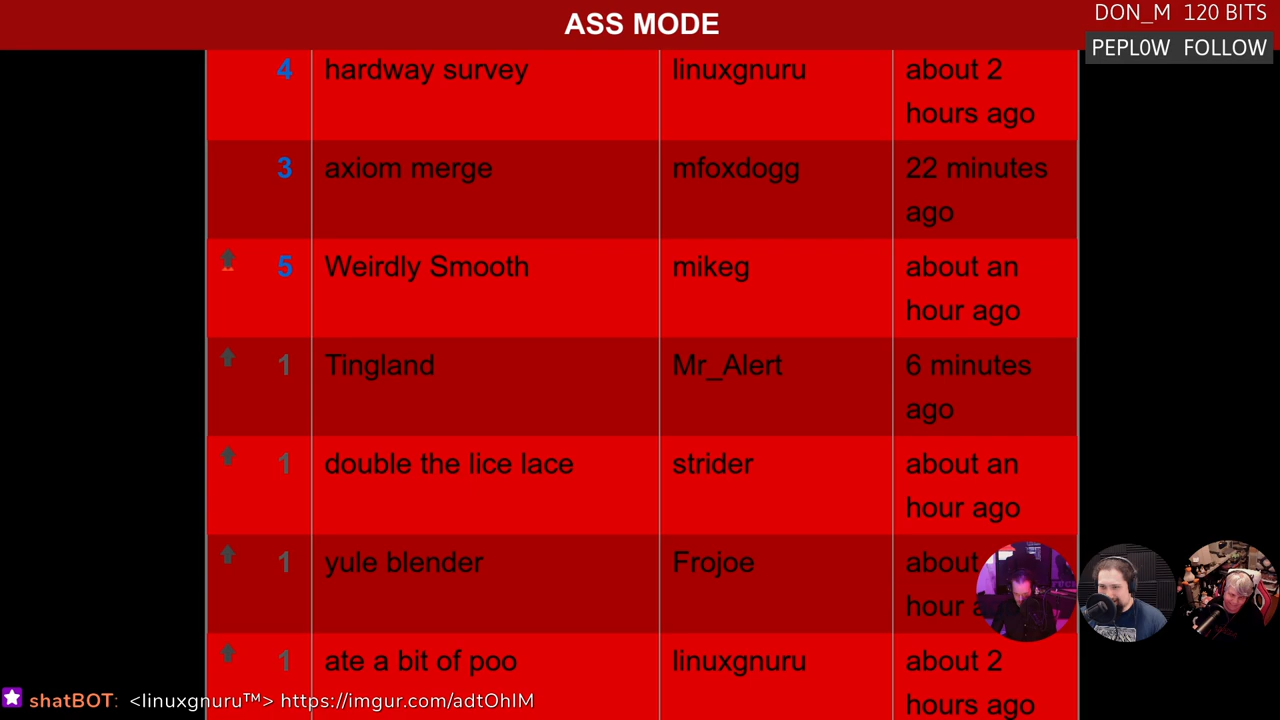 ASS MODE
DON_M 120 BITS
PEPL0W FOLLOW
4 hardway survey linuxgnuru about 2
hours ago
3 axiom merge mfoxdogg 22 minutes
ago
5 Weirdly Smooth mikeg about an
hour ago
1 Tingland Mr_Alert 6 minutes
ago
1 double the lice lace strider about an
hour ago
1 yule blender Frojoe about
hour
1 ate a bit of poo linuxgnuru about 2
hours ago
shatBOT: <linuxgnuru™> https://imgur.com/adtOhIM